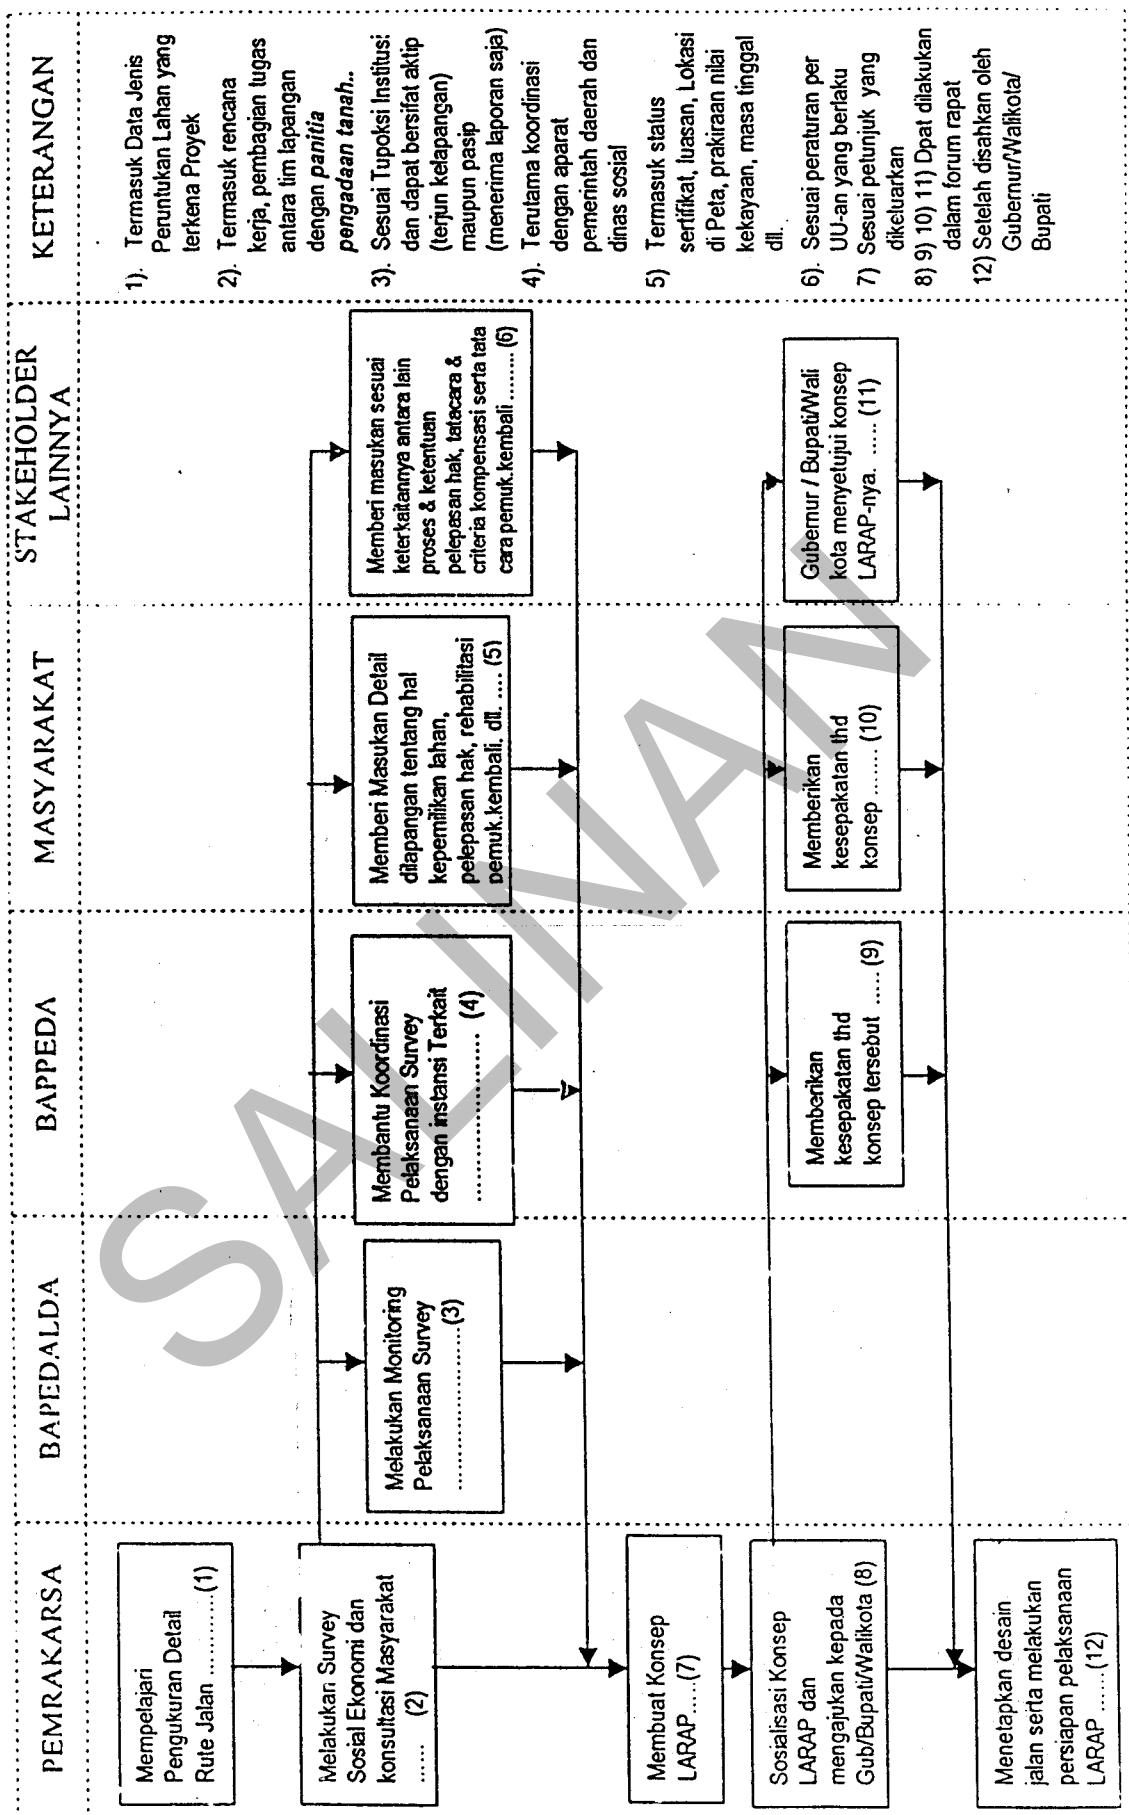 PEMRAKARSA
BAPEDALDA
BAPPEDA
MASYARAKAT
STAKEHOLDER
LAINNYA
KETERANGAN
Mempelajari
Pengukuran Detail
Rute Jalan ............(1)
Melakukan Survey
Sosial Ekonomi dan
konsultasi Masyarakat
...... (2)
Melakukan Monitoring
Pelaksanaan Survey
..........................(3)
Membantu Koordinasi
Pelaksanaan Survey
dengan instansi Terkait
.......................... (4)
Memberi Masukan Detail
dilapangan tentang hal
kepemilikan lahan,
pelepasan hak, rehabilitasi
pemuk.kembali. dll. .... (5)
Memberi masukan sesuai
keterkaitannya antara lain
proses & ketentuan
pelepasan hak, tatacara &
criteria kompensasi serta tata
cara pemuk.kembali ......... (6)
Membuat Konsep
LARAP.....(7)
Sosialisasi Konsep
LARAP dan
mengajukan kepada
Gub/Bupati/Walikota (8)
Memberikan
kesepakatan thd
konsep tersebut ...... (9)
Memberikan
kesepakatan thd
konsep ........ (10)
Gubernur / Bupati/Wali
kota menyetujui konsep
LARAP-nya. ..... (11)
Menetapkan desain
jalan serta melakukan
persiapan pelaksanaan
LARAP .......(12)
1). Termasuk Data Jenis
Peruntukan Lahan yang
terkena Proyek
2). Termasuk rencana
kerja, pembagian tugas
antara tim lapangan
dengan panitia
pengadaan tanah..
3). Sesuai Tupoksi Institusi:
dan dapat bersifat aktip
(terjun kelapangan)
maupun pasip
(menerima laporan saja)
4). Terutama koordinasi
dengan aparat
pemerintah daerah dan
dinas sosial
5) Termasuk status
sertifikat, luasan, Lokasi
di Peta, prakiraan nilai
kekayaan, masa tinggal
dll.
6). Sesuai peraturan per
UU-an yang berlaku
7) Sesuai petunjuk yang
dikeluarkan
8) 9) 10) 11) Dpat dilakukan
dalam forum rapat
12) Setelah disahkan oleh
Gubernur/Walikota/
Bupati
SALINAN